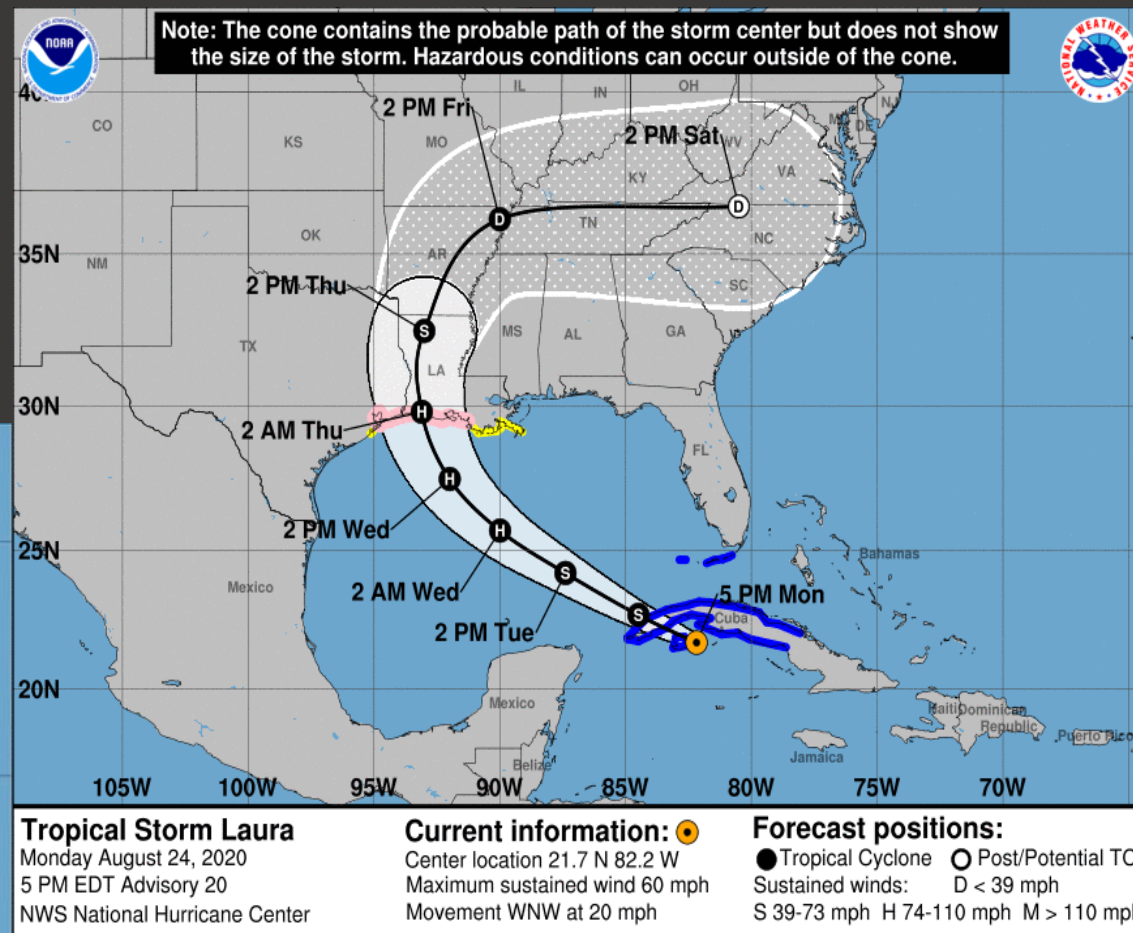 Note: The cone contains the probable path of the storm center but does not show
the size of the storm. Hazardous conditions can occur outside of the cone.
NOAA
NATIONAL WEATHER SERVICE
40
IL
IN
OH
NJ
2 PM Fri
CO
KS
MO
2 PM Sat
WV
MD
DE
KY
VA
D
D
TN
OK
NC
35N
NM
AR
2 PM Thu
SC
S
MS
AL
GA
TX
LA
30N
H
2 AM Thu
FL
H
2 PM Wed
H
25N
Bahamas
S
Mexico
2 AM Wed
5 PM Mon
S
Cuba
2 PM Tue
20N
Mexico
Haiti
Dominican
Republic
Puerto Rico
Jamaica
Belize
105W
100W
95W
90W
85W
80W
75W
70W
Tropical Storm Laura
Monday August 24, 2020
5 PM EDT Advisory 20
NWS National Hurricane Center
Current information:
Center location 21.7 N 82.2 W
Maximum sustained wind 60 mph
Movement WNW at 20 mph
Forecast positions:
Tropical Cyclone Post/Potential TC
Sustained winds: D < 39 mph
S 39-73 mph H 74-110 mph M > 110 mph